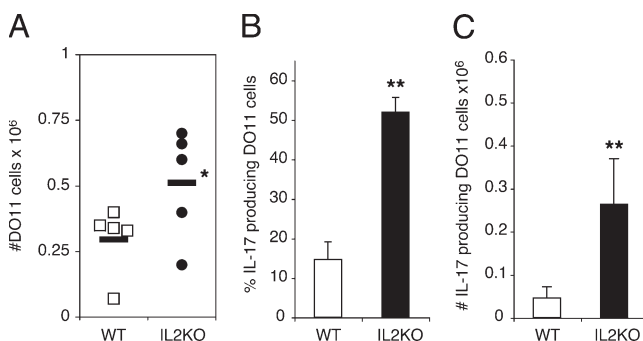 A
#DO11 cells x 10⁶
1
0.75
0.5
0.25
0
*
WT
IL2KO
B
% IL-17 producing DO11 cells
60
50
40
30
20
10
0
**
WT
IL2KO
C
# IL-17 producing DO11 cells x10⁶
0.6
0.5
0.4
0.3
0.2
0.1
0
**
WT
IL2KO